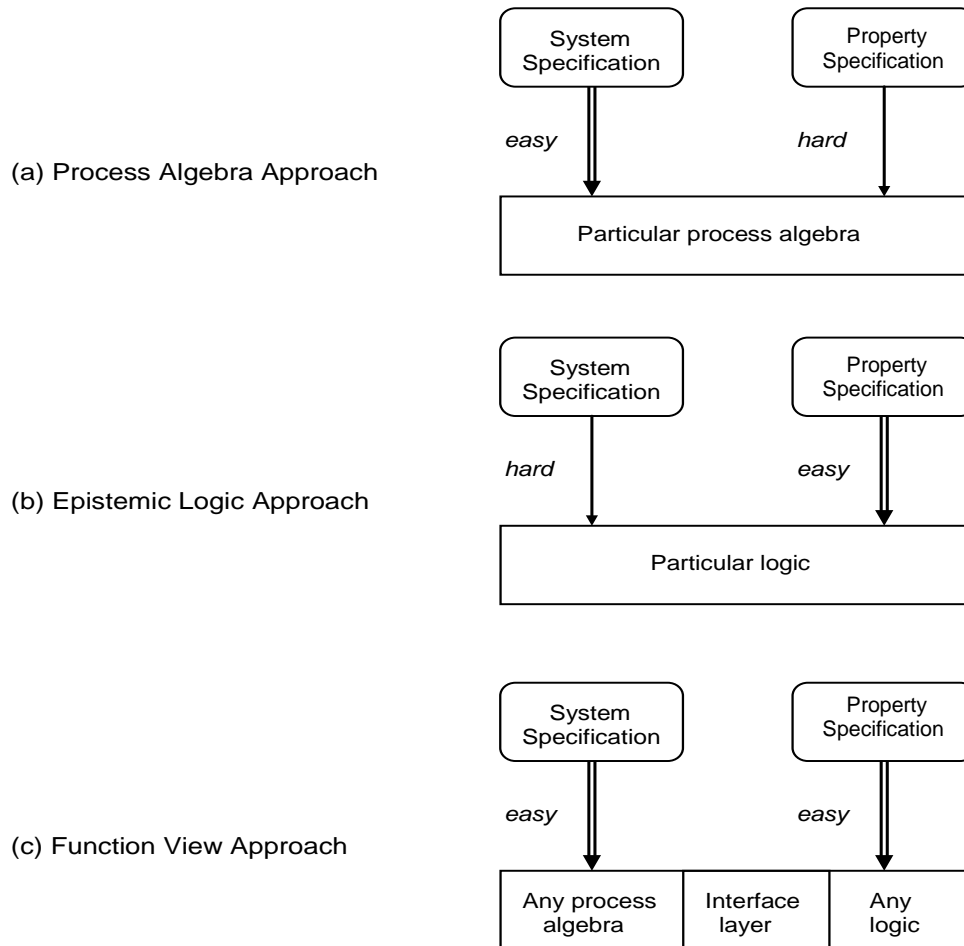 System
Specification
Property
Specification
easy
hard
(a) Process Algebra Approach
Particular process algebra
System
Specification
Property
Specification
hard
easy
(b) Epistemic Logic Approach
Particular logic
System
Specification
Property
Specification
easy
easy
(c) Function View Approach
Any process
algebra
Interface
layer
Any
logic